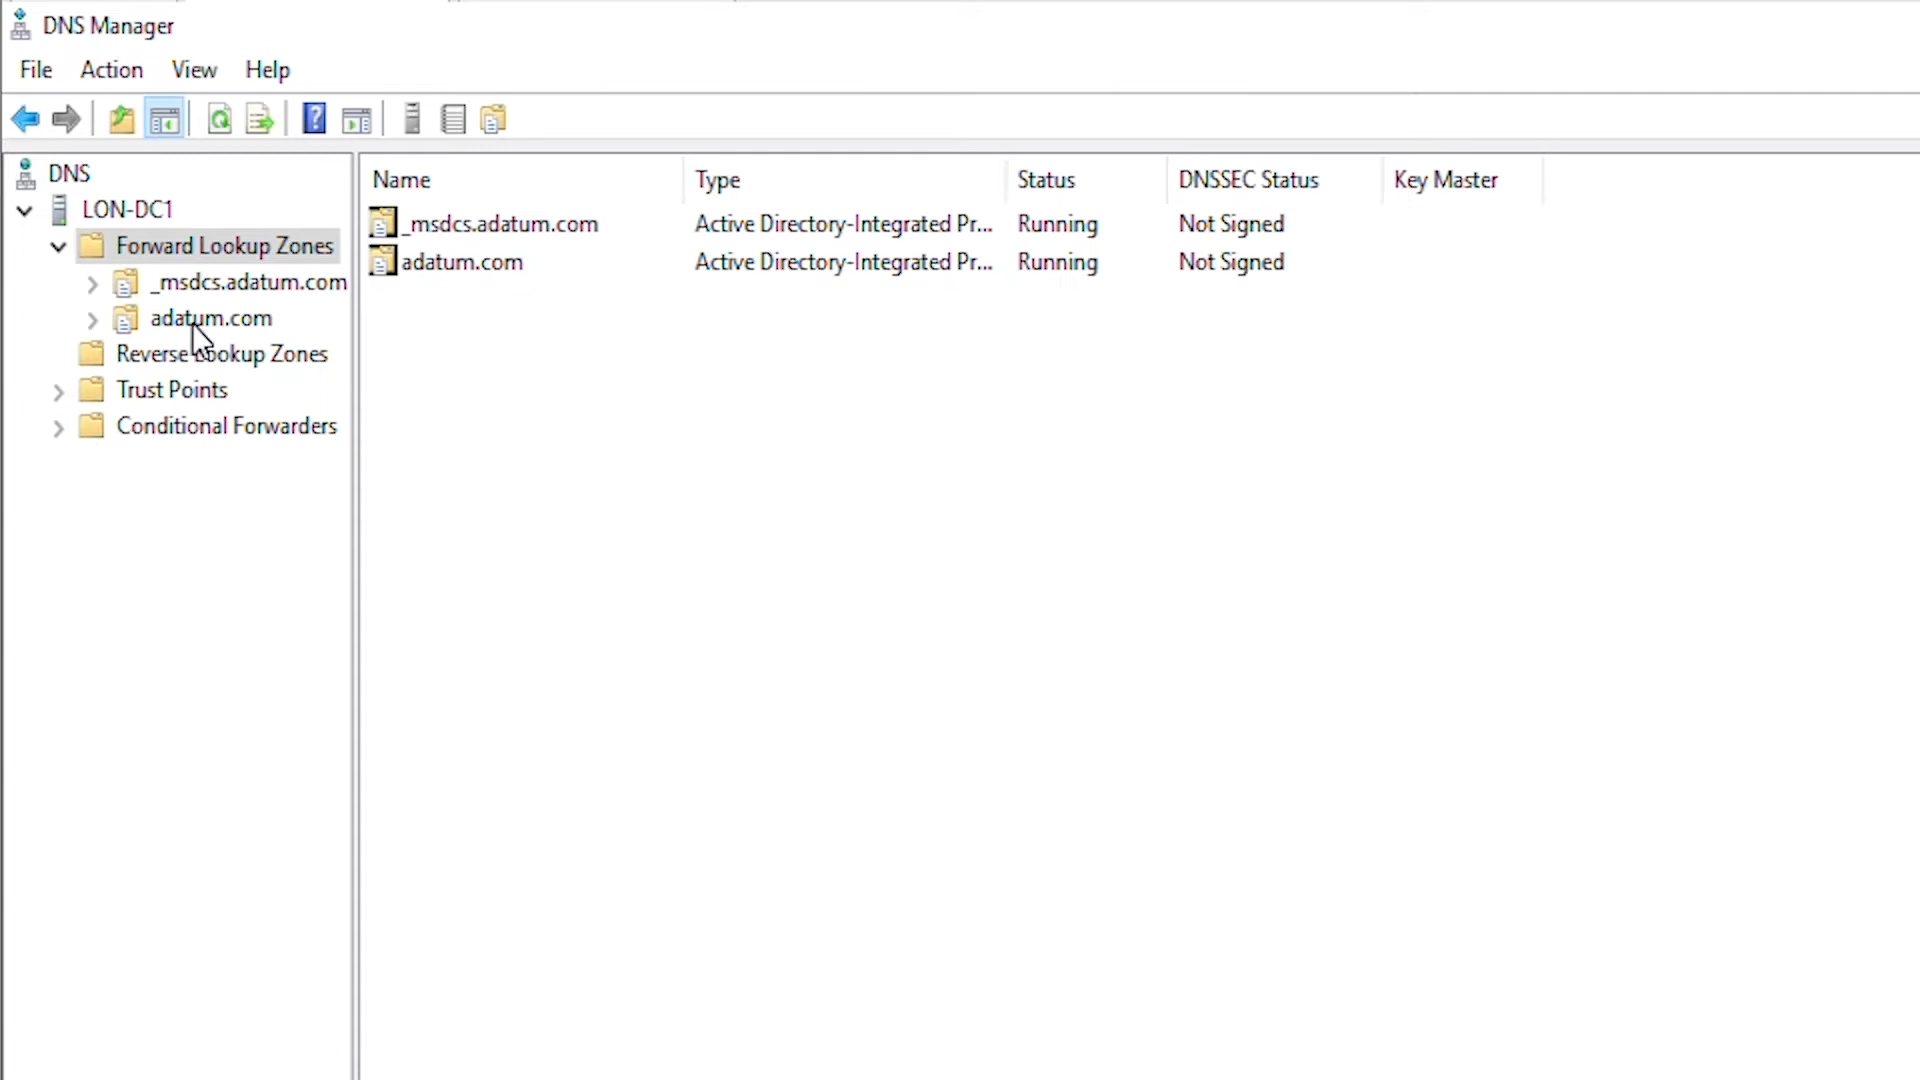 DNS Manager
File Action View Help
DNS
LON-DC1
Forward Lookup Zones
_msdcs.adatum.com
adatum.com
Reverse Lookup Zones
Trust Points
Conditional Forwarders
Name Type Status DNSSEC Status Key Master
_msdcs.adatum.com Active Directory-Integrated Pr... Running Not Signed
adatum.com Active Directory-Integrated Pr... Running Not Signed